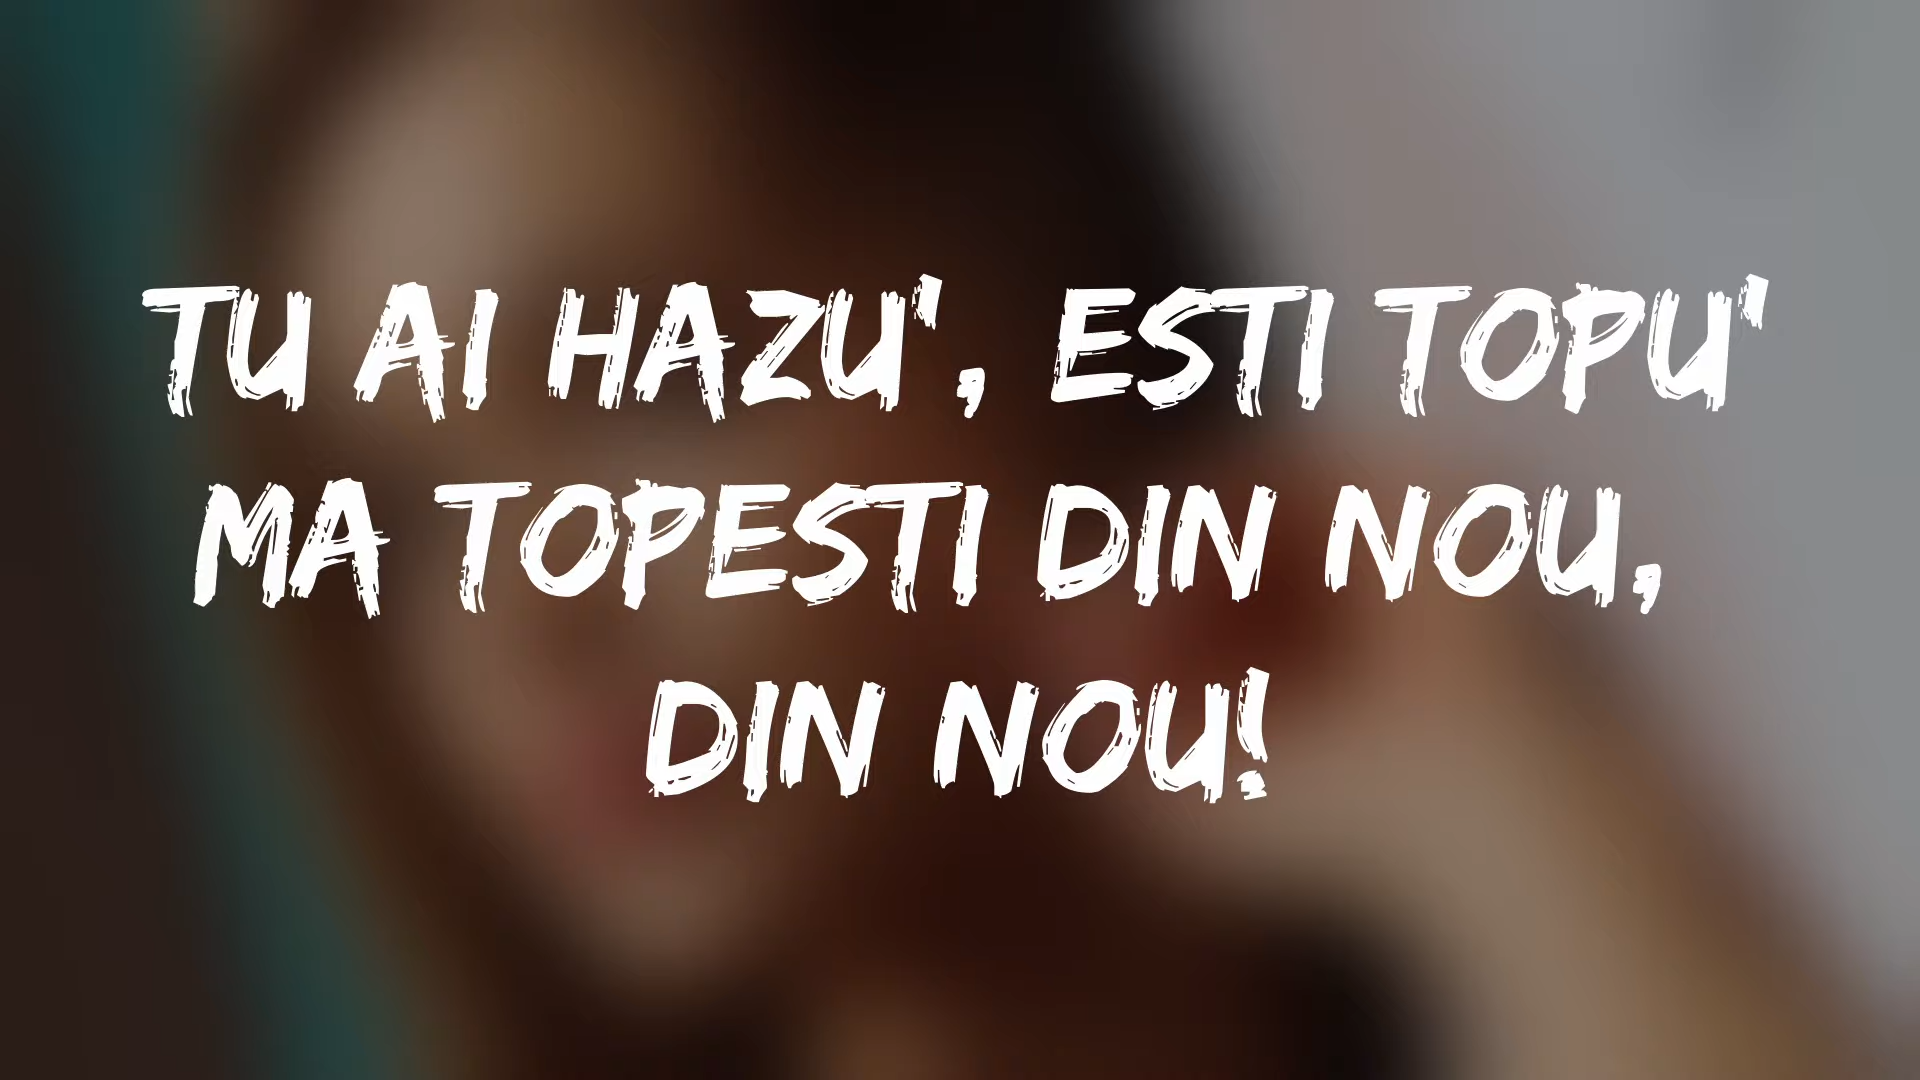 TU AI HAZU', ESTI TOPU'
MA TOPESTI DIN NOU,
DIN NOU!